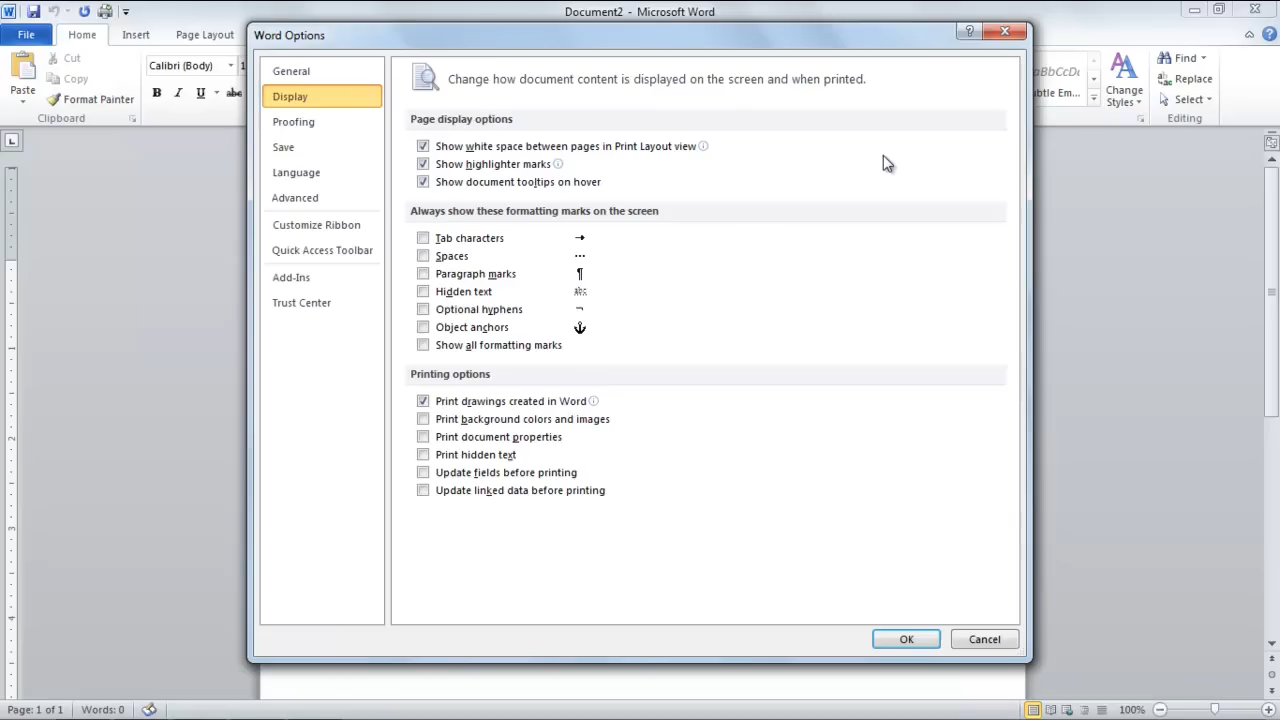 Document2 - Microsoft Word
File Home Insert Page Layout
Word Options
Cut
Copy
Paste
Format Painter
Clipboard
Calibri (Body)
B I U abc
Find
Replace
Select
Editing
Change
Styles
General
Display
Proofing
Save
Language
Advanced
Customize Ribbon
Quick Access Toolbar
Add-Ins
Trust Center
Change how document content is displayed on the screen and when printed.
Page display options
Show white space between pages in Print Layout view
Show highlighter marks
Show document tooltips on hover
Always show these formatting marks on the screen
Tab characters →
Spaces ...
Paragraph marks ¶
Hidden text abc
Optional hyphens ¬
Object anchors
Show all formatting marks
Printing options
Print drawings created in Word
Print background colors and images
Print document properties
Print hidden text
Update fields before printing
Update linked data before printing
OK Cancel
Page: 1 of 1 Words: 0 100%